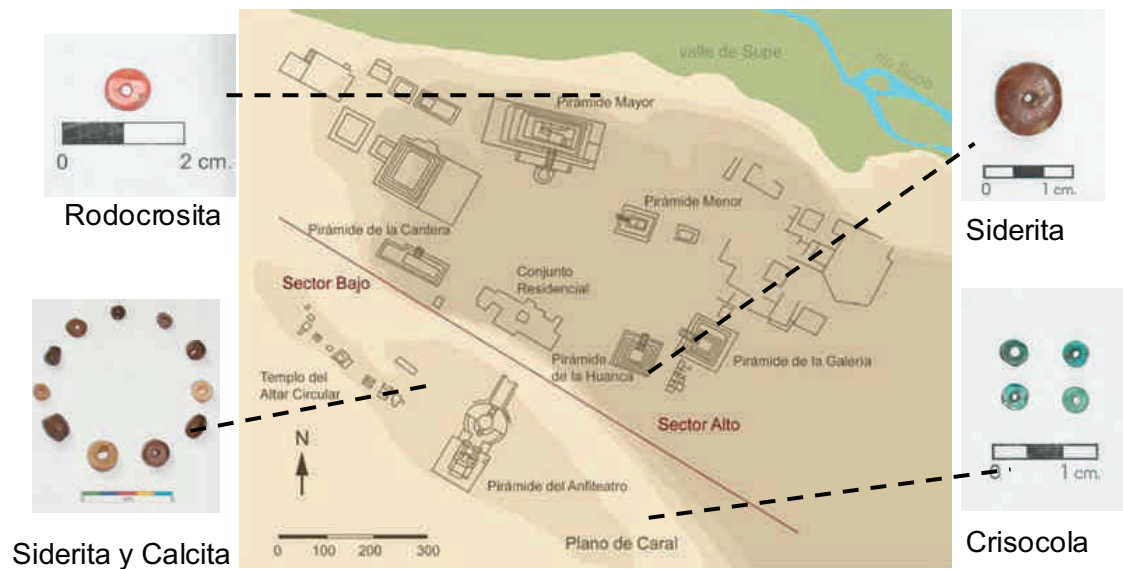 valle de Supe
río Supe
Pirámide Mayor
0 2 cm.
Rodocrosita
0 1 cm.
Siderita
Pirámide Menor
Pirámide de la Cantera
Sector Bajo
Conjunto
Residencial
Pirámide
de la Huanca
Pirámide de la Galería
Templo del
Altar Circular
N
Sector Alto
Pirámide del Anfiteatro
0 1 cm.
0 100 200 300
Plano de Caral
Siderita y Calcita
Crisocola